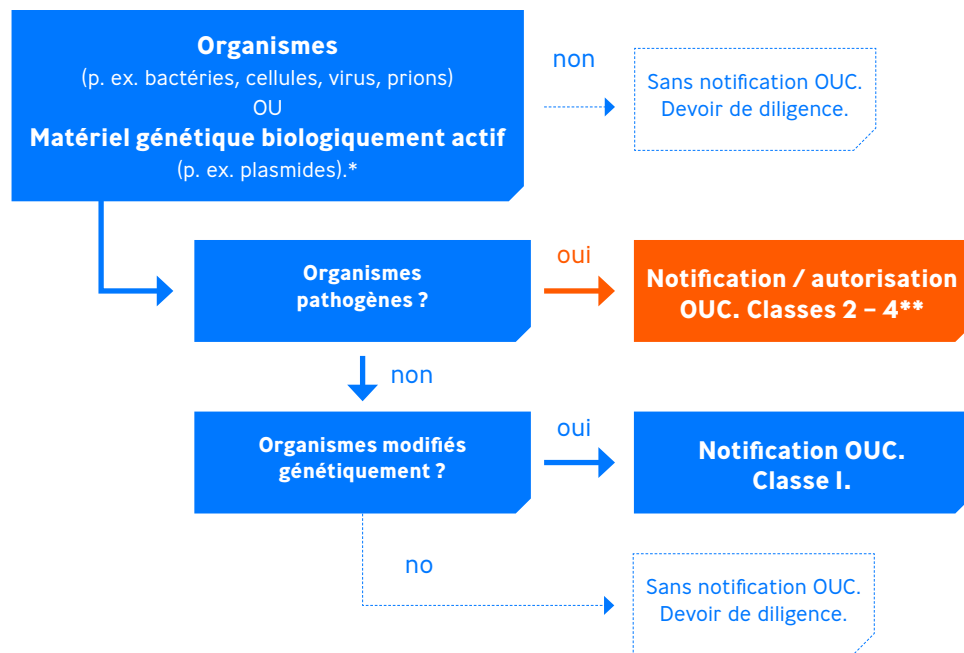 Organismes
(p. ex. bactéries, cellules, virus, prions)
OU
Matériel génétique biologiquement actif
(p. ex. plasmides).*
non
Sans notification OUC.
Devoir de diligence.
Organismes
pathogènes ?
oui
Notification / autorisation
OUC. Classes 2 – 4**
non
Organismes modifiés
génétiquement ?
oui
Notification OUC.
Classe I.
no
Sans notification OUC.
Devoir de diligence.